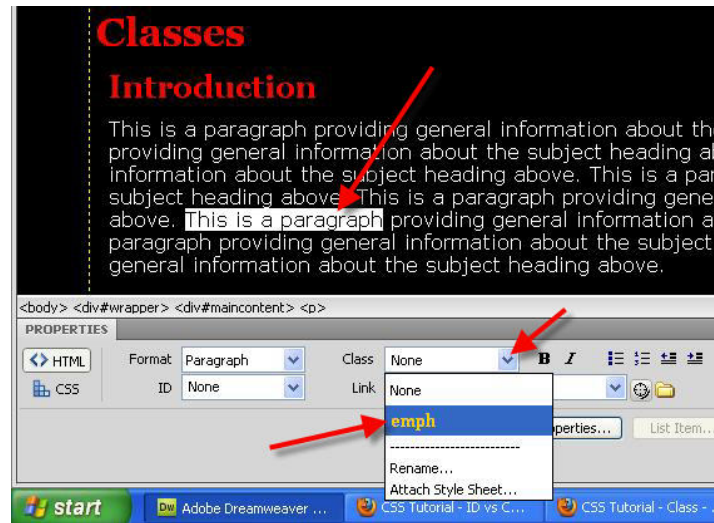 Classes
Introduction
This is a paragraph providing general information about th
providing general information about the subject heading a
information about the subject heading above. This is a par
subject heading above. This is a paragraph providing gene
above. This is a paragraph providing general information a
paragraph providing general information about the subject
general information about the subject heading above.
<body> <div#wrapper> <div#maincontent> <p>
PROPERTIES
<> HTML Format Paragraph Class None B I
CSS ID None Link None
emph
operties... List Item...
--------------------------
Rename...
Attach Style Sheet...
start Dw Adobe Dreamweaver ... CSS Tutorial - ID vs C... CSS Tutorial - Class - .